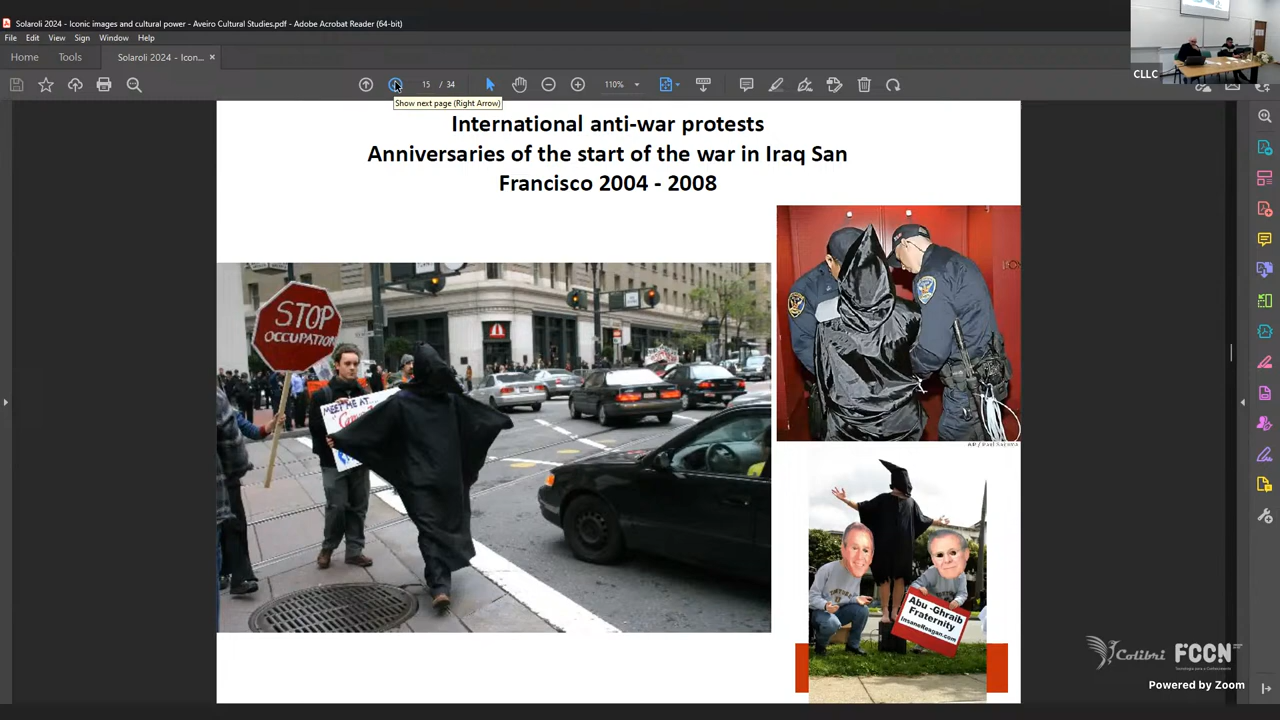 Solaroli 2024 - Iconic images and cultural power - Aveiro Cultural Studies.pdf - Adobe Acrobat Reader (64-bit)
File Edit View Sign Window Help
Home Tools Solaroli 2024 - Icon... ×
15 / 34 110%
Show next page (Right Arrow)
CLLC
International anti-war protests
Anniversaries of the start of the war in Iraq San
Francisco 2004 - 2008
STOP
OCCUPATION
MEET ME AT
Abu -Ghraib
Fraternity
InsaneReagan.com
Colibri FCCN
Powered by Zoom